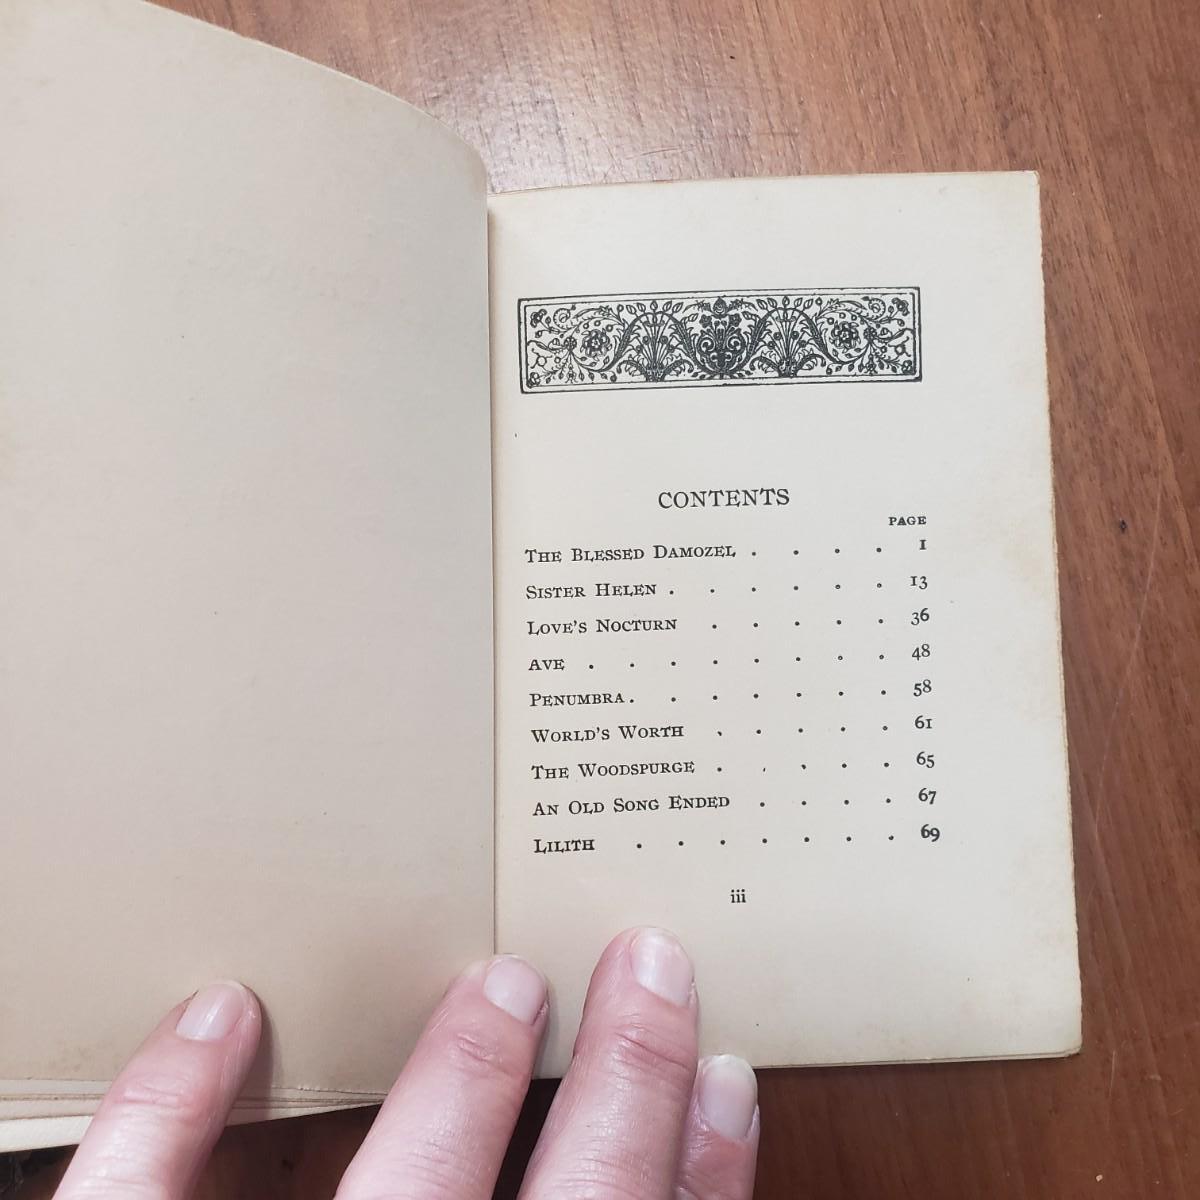 CONTENTS
PAGE
THE BLESSED DAMOZEL . . . . 1
SISTER HELEN . . . . . . 13
LOVE'S NOCTURN . . . . . 36
AVE . . . . . . . . 48
PENUMBRA . . . . . . . 58
WORLD'S WORTH . . . . . 61
THE WOODSPURGE . . . . . 65
AN OLD SONG ENDED . . . . 67
LILITH . . . . . . . 69
iii